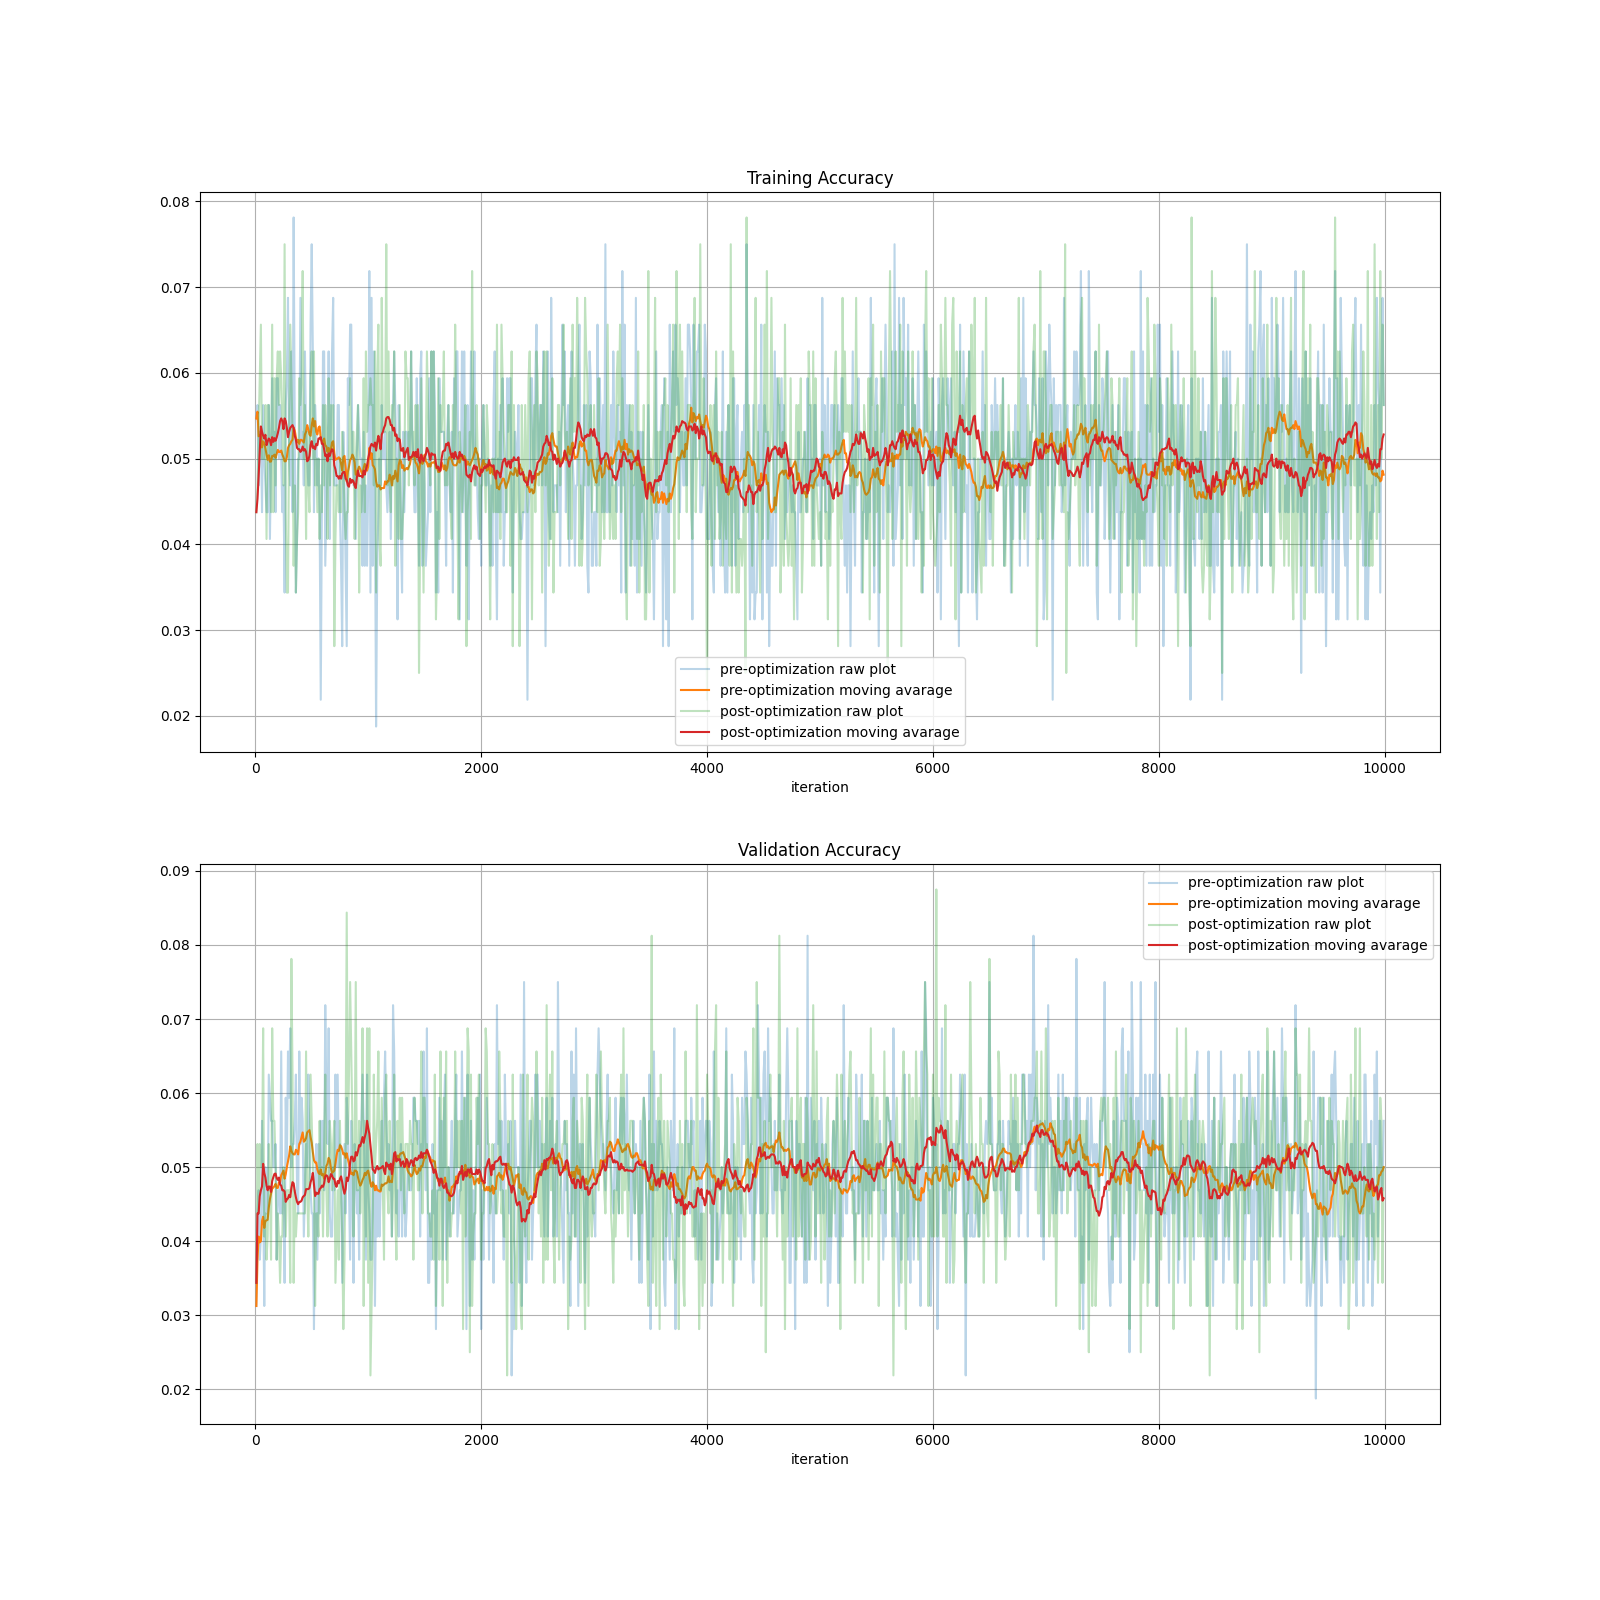 Training Accuracy
0.08
0.07
0.06
0.05
0.04
0.03
0.02
pre-optimization raw plot
pre-optimization moving avarage
post-optimization raw plot
post-optimization moving avarage
0 2000 4000 6000 8000 10000
iteration
Validation Accuracy
0.09
0.08
0.07
0.06
0.05
0.04
0.03
0.02
pre-optimization raw plot
pre-optimization moving avarage
post-optimization raw plot
post-optimization moving avarage
0 2000 4000 6000 8000 10000
iteration